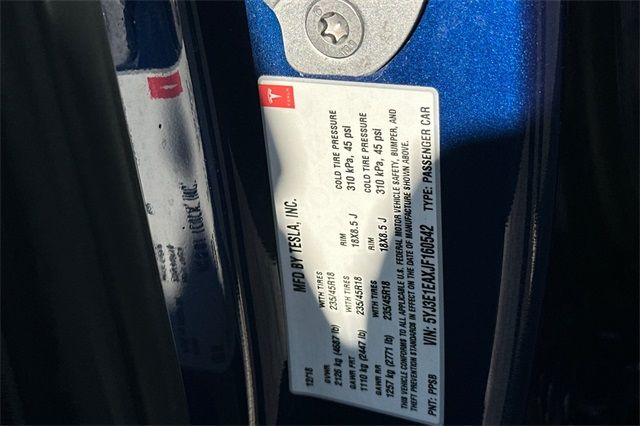 TESLA
MFD BY TESLA, INC.
12/18
GVWR WITH TIRES RIM COLD TIRE PRESSURE
2126 kg (4687 lb) 235/45R18 18X8.5 J 310 kPa, 45 psi
GAWR FRT WITH TIRES RIM COLD TIRE PRESSURE
1110 kg (2447 lb) 235/45R18 18X8.5 J 310 kPa, 45 psi
GAWR RR
1257 kg (2771 lb)
THIS VEHICLE CONFORMS TO ALL APPLICABLE U.S. FEDERAL MOTOR VEHICLE SAFETY, BUMPER, AND
THEFT PREVENTION STANDARDS IN EFFECT ON THE DATE OF MANUFACTURE SHOWN ABOVE.
VIN: 5YJ3E1EAXJF160542 TYPE: PASSENGER CAR
PNT: PPSB